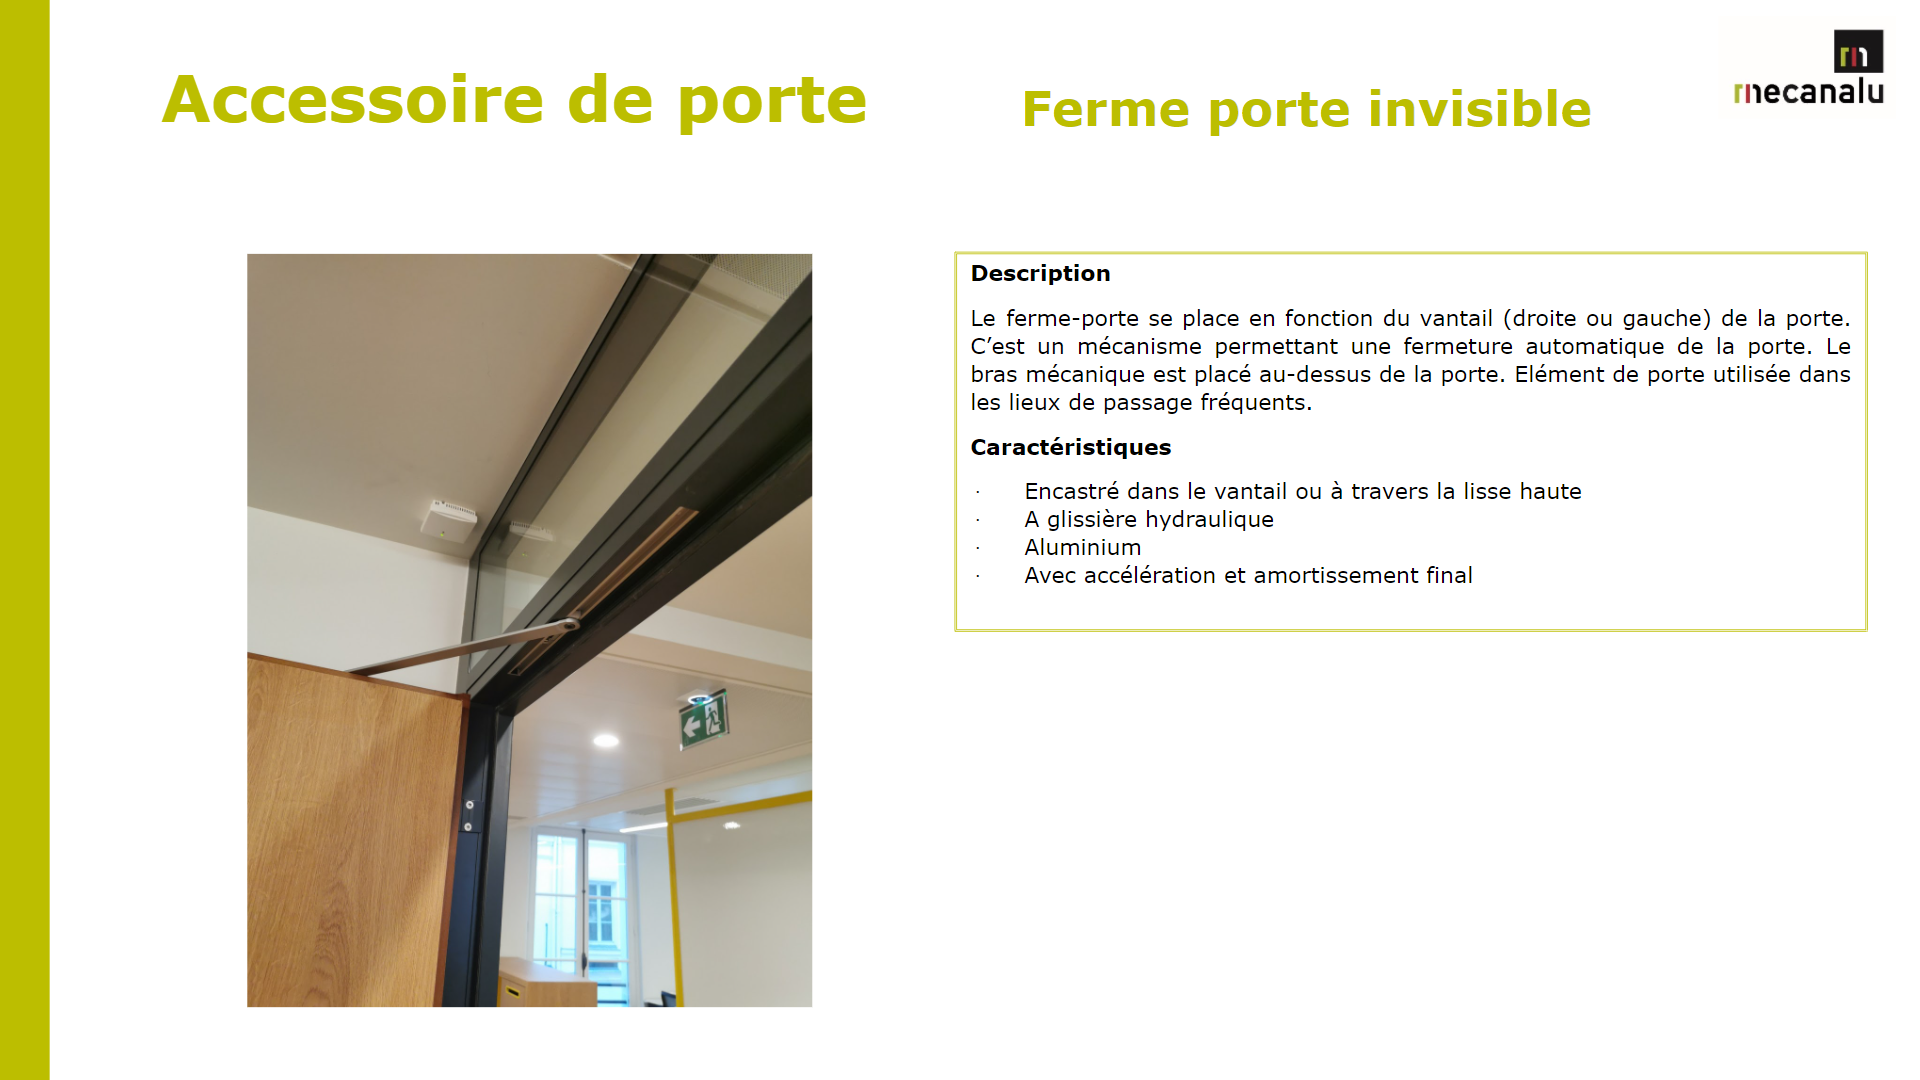 Accessoire de porte
Ferme porte invisible
mecanalu
Description
Le ferme-porte se place en fonction du vantail (droite ou gauche) de la porte.
C’est un mécanisme permettant une fermeture automatique de la porte. Le
bras mécanique est placé au-dessus de la porte. Elément de porte utilisée dans
les lieux de passage fréquents.
Caractéristiques
· Encastré dans le vantail ou à travers la lisse haute
· A glissière hydraulique
· Aluminium
· Avec accélération et amortissement final